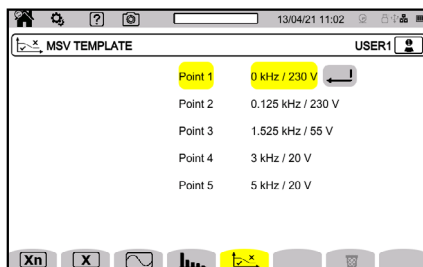 ?
13/04/21 11:02
MSV TEMPLATE
USER1
Point 1 0 kHz / 230 V
Point 2 0.125 kHz / 230 V
Point 3 1.525 kHz / 55 V
Point 4 3 kHz / 20 V
Point 5 5 kHz / 20 V
Xn X